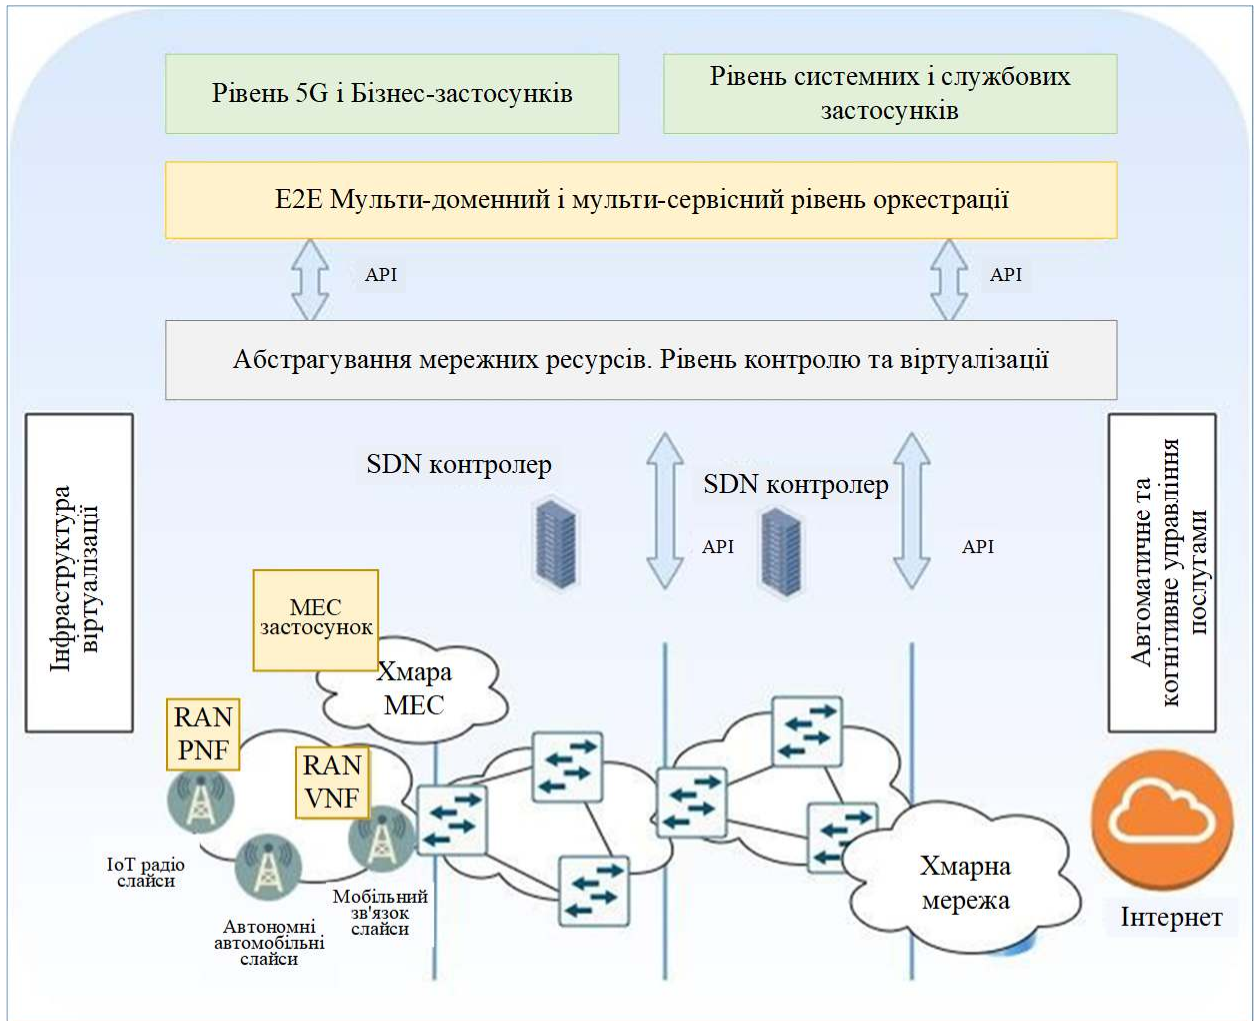 Рівень 5G і Бізнес-застосунків
Рівень системних і службових
застосунків
E2E Мульти-доменний і мульти-сервісний рівень оркестрації
API
API
Абстрагування мережних ресурсів. Рівень контролю та віртуалізації
Інфраструктура
віртуалізації
SDN контролер
SDN контролер
API
API
Автоматичне та
когнітивне управління
послугами
МЕС
застосунок
Хмара
МЕС
RAN
PNF
RAN
VNF
IoT радіо
слайси
Автономні
автомобільні
слайси
Мобільний
зв'язок
слайси
Хмарна
мережа
Інтернет